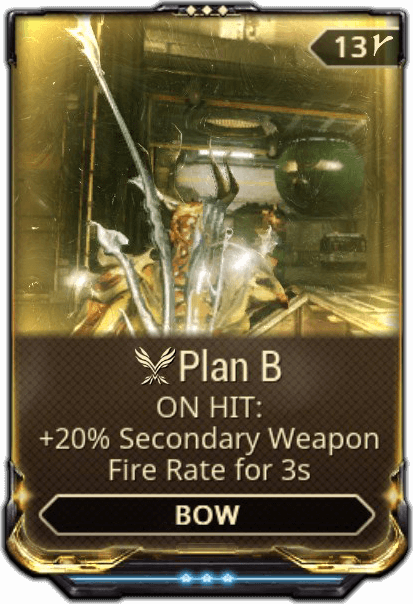 13
Plan B
ON HIT:
+20% Secondary Weapon
Fire Rate for 3s
BOW